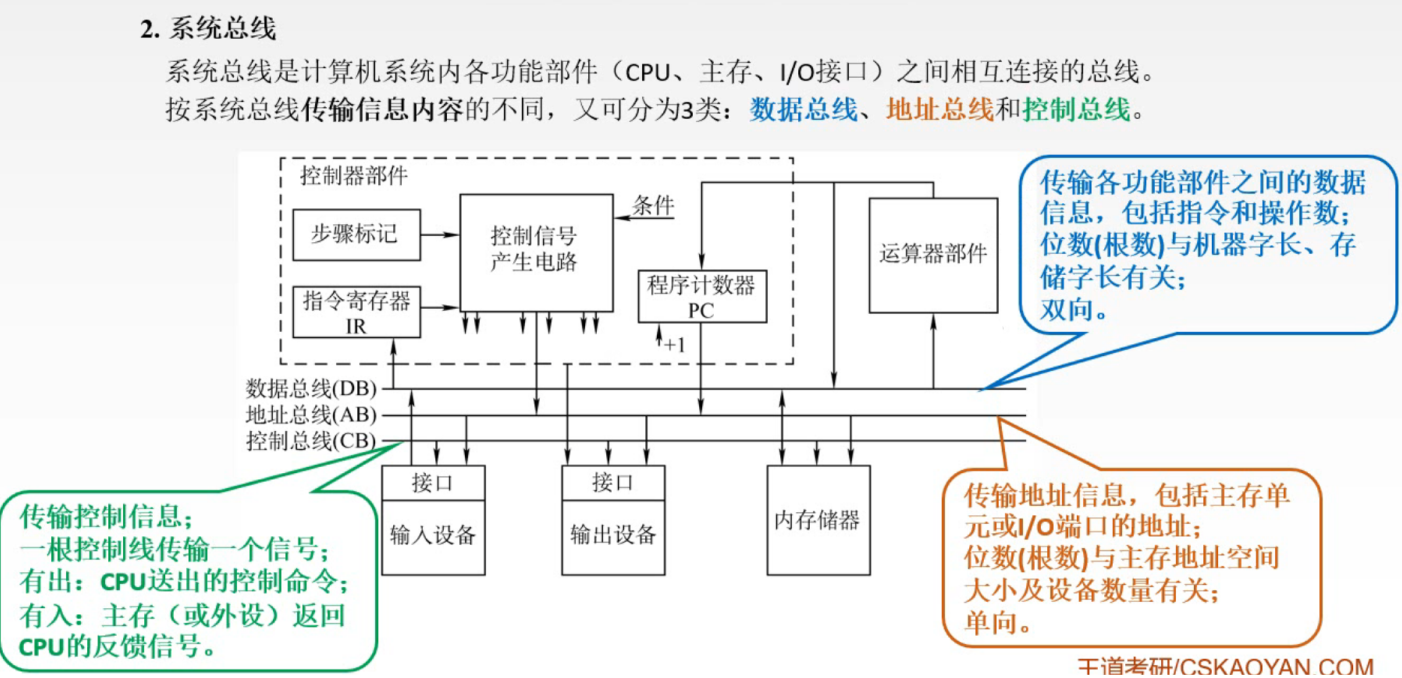 2. 系统总线
系统总线是计算机系统内各功能部件（CPU、主存、I/O接口）之间相互连接的总线。
按系统总线传输信息内容的不同，又可分为3类：数据总线、地址总线和控制总线。
控制器部件
步骤标记
指令寄存器
IR
控制信号
产生电路
条件
程序计数器
PC
+1
运算器部件
传输各功能部件之间的数据
信息，包括指令和操作数；
位数(根数)与机器字长、存
储字长有关；
双向。
数据总线(DB)
地址总线(AB)
控制总线(CB)
接口
输入设备
接口
输出设备
内存储器
传输控制信息；
一根控制线传输一个信号；
有出：CPU送出的控制命令；
有入：主存（或外设）返回
CPU的反馈信号。
传输地址信息，包括主存单
元或I/O端口的地址；
位数(根数)与主存地址空间
大小及设备数量有关；
单向。
王道考研/CSKAOYAN.COM